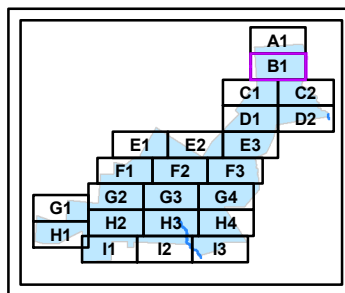 A1
B1
C1 C2
D1 D2
E1 E2 E3
F1 F2 F3
G1 G2 G3 G4
H1 H2 H3 H4
I1 I2 I3